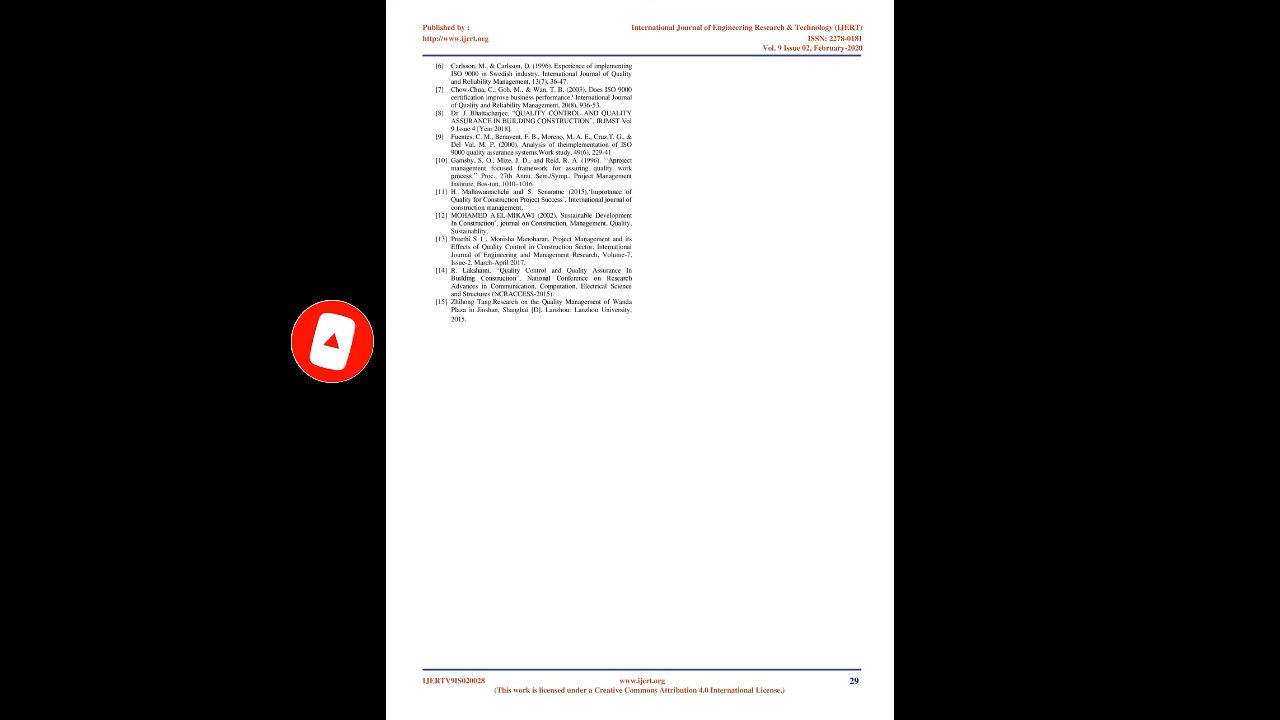 Published by :
International Journal of Engineering Research & Technology (IJERT)
http://www.ijert.org
ISSN: 2278-0181
Vol. 9 Issue 02, February-2020
[6] Carlsson, M., & Carlsson, D. (1996). Experience of implementing
ISO 9000 in Swedish industry. International Journal of Quality
and Reliability Management, 13(7), 36-47.
[7] Chow-Chua, C., Goh, M., & Wan, T. B. (2003). Does ISO 9000
certification improve business performance? International Journal
of Quality and Reliability Management, 20(8), 936-53.
[8] Dr. J. Bhattacharjee, “QUALITY CONTROL AND QUALITY
ASSURANCE IN BUILDING CONSTRUCTION”, IRJMST Vol
9 Issue 4 [Year 2018].
[9] Fuentes, C. M., Benavent, F. B., Moreno, M. A. E., Cruz,T. G., &
Del Val, M. P. (2000). Analysis of theimplementation of ISO
9000 quality assurance systems.Work study, 49(6), 229-41
[10] Gamsby, S. O., Mize, J. D., and Reid, R. A. (1996). ‘‘Aproject
management focused framework for assuring quality work
process.’’ Proc., 27th Annu. Sem./Symp., Project Management
Institute, Bos-ton, 1010–1016
[11] H. Mallawaarachchi and S. Senaratne (2015),‘Importance of
Quality for Construction Project Success’. International journal of
construction management.
[12] MOHAMED A.EL-MIKAWI (2002), Sustainable Development
In Construction’, journal on Construction, Management, Quality,
Sustainablity.
[13] Preethi S 1 , Monisha Manoharan, Project Management and its
Effects of Quality Control in Construction Sector, International
Journal of Engineering and Management Research, Volume-7,
Issue-2. March-April 2017.
[14] R. Lakshami, “Quality Control and Quality Assurance In
Building Construction”, National Conference on Research
Advances in Communication, Computation, Electrical Science
and Structures (NCRACCESS-2015).
[15] Zhihong Tang.Research on the Quality Management of Wanda
Plaza in Jinshan, Shanghai [D]. Lanzhou: Lanzhou University,
2015.
IJERTV9IS020028
www.ijert.org
29
(This work is licensed under a Creative Commons Attribution 4.0 International License.)